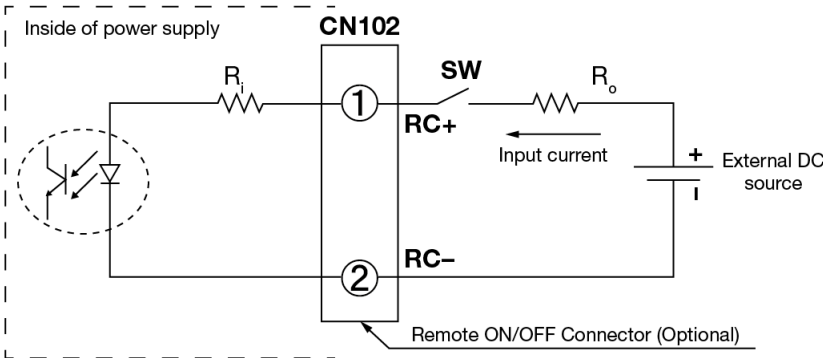 Inside of power supply
CN102
Ri
1
SW
Ro
RC+
Input current
+
External DC
source
-
2
RC−
Remote ON/OFF Connector (Optional)